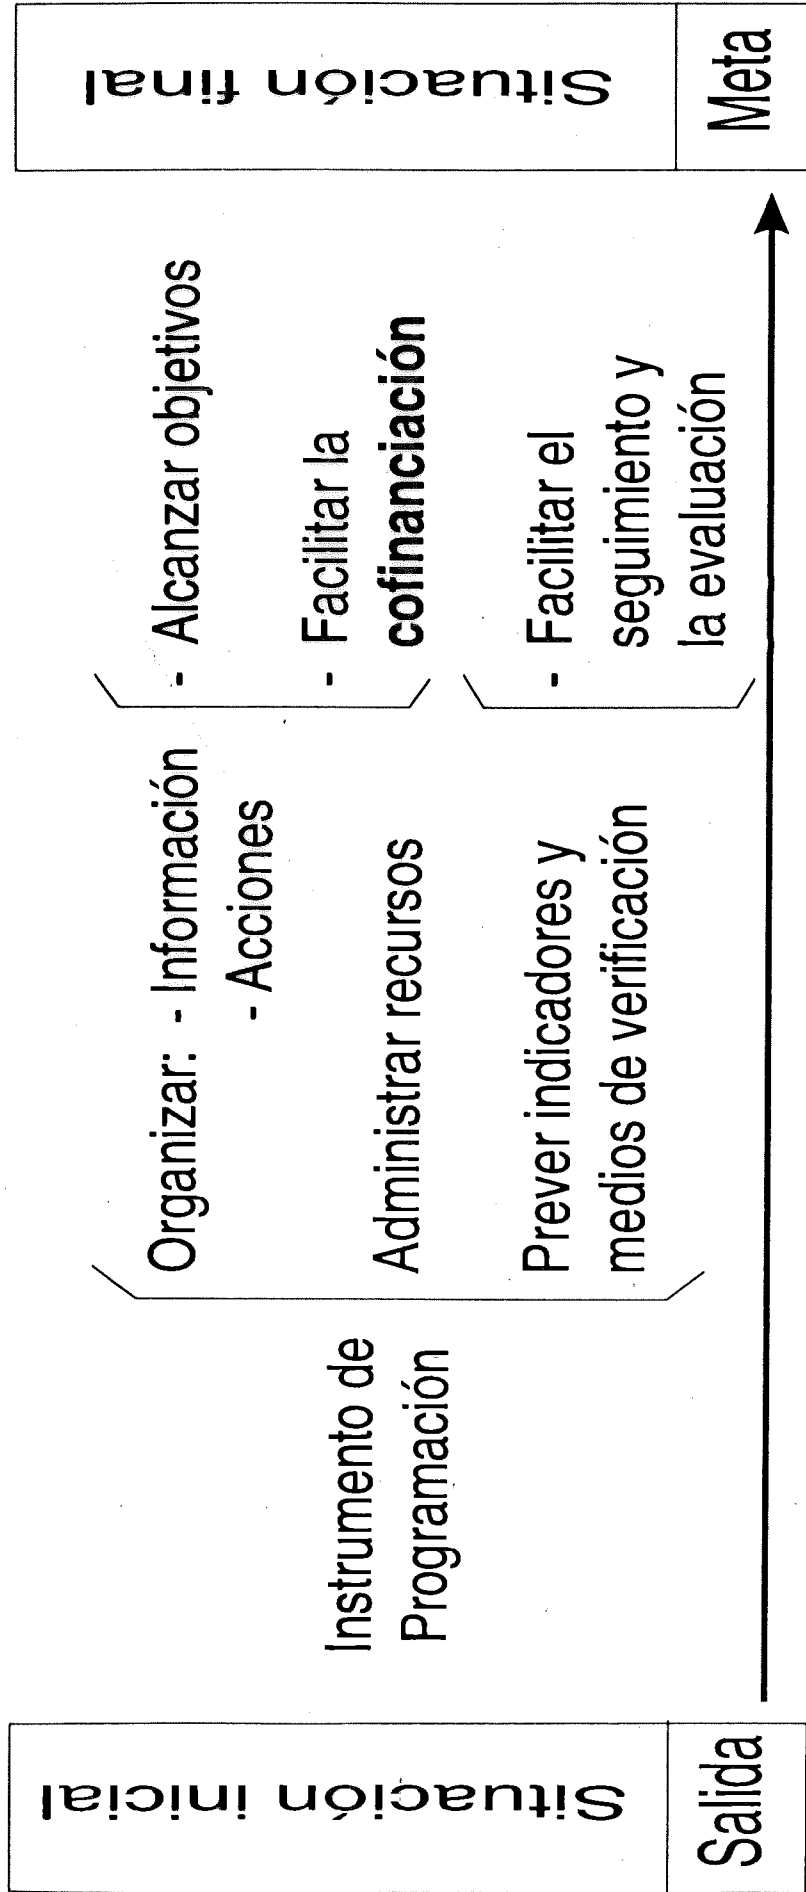 Situación inicial
Salida
Instrumento de
Programación
Organizar: - Información
- Acciones
Administrar recursos
Prever indicadores y
medios de verificación
- Alcanzar objetivos
- Facilitar la
cofinanciación
- Facilitar el
seguimiento y
la evaluación
Situación final
Meta